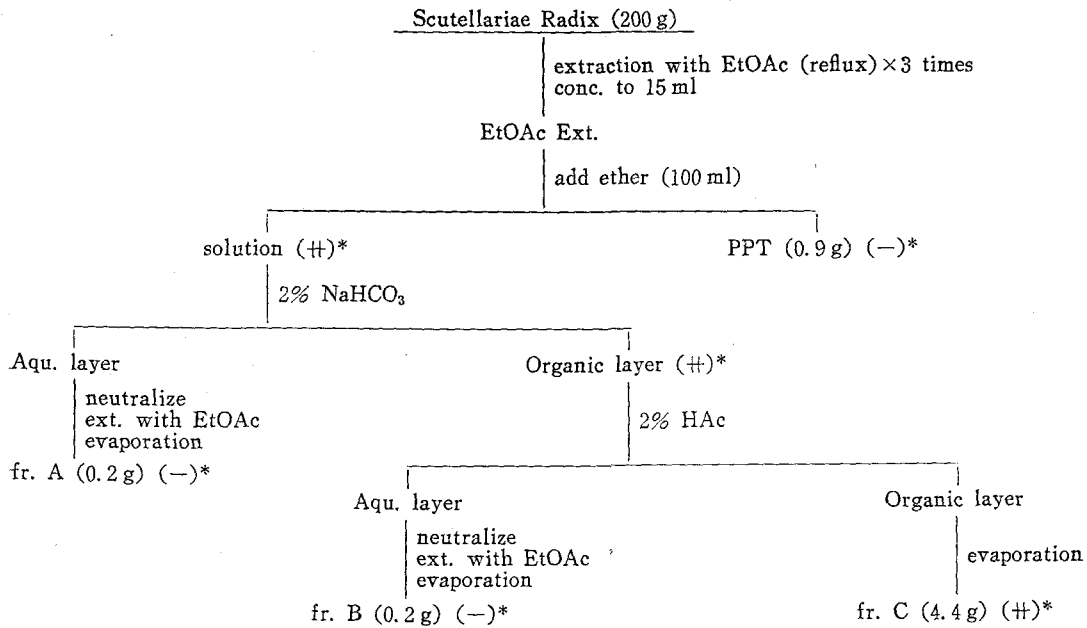 Scutellariae Radix (200 g)
extraction with EtOAc (reflux) ×3 times
conc. to 15 ml
EtOAc Ext.
add ether (100 ml)
solution (⧺)*
PPT (0.9 g) (−)*
2% NaHCO₃
Aqu. layer
Organic layer (⧺)*
neutralize
ext. with EtOAc
evaporation
2% HAc
fr. A (0.2 g) (−)*
Aqu. layer
Organic layer
neutralize
ext. with EtOAc
evaporation
evaporation
fr. B (0.2 g) (−)*
fr. C (4.4 g) (⧺)*